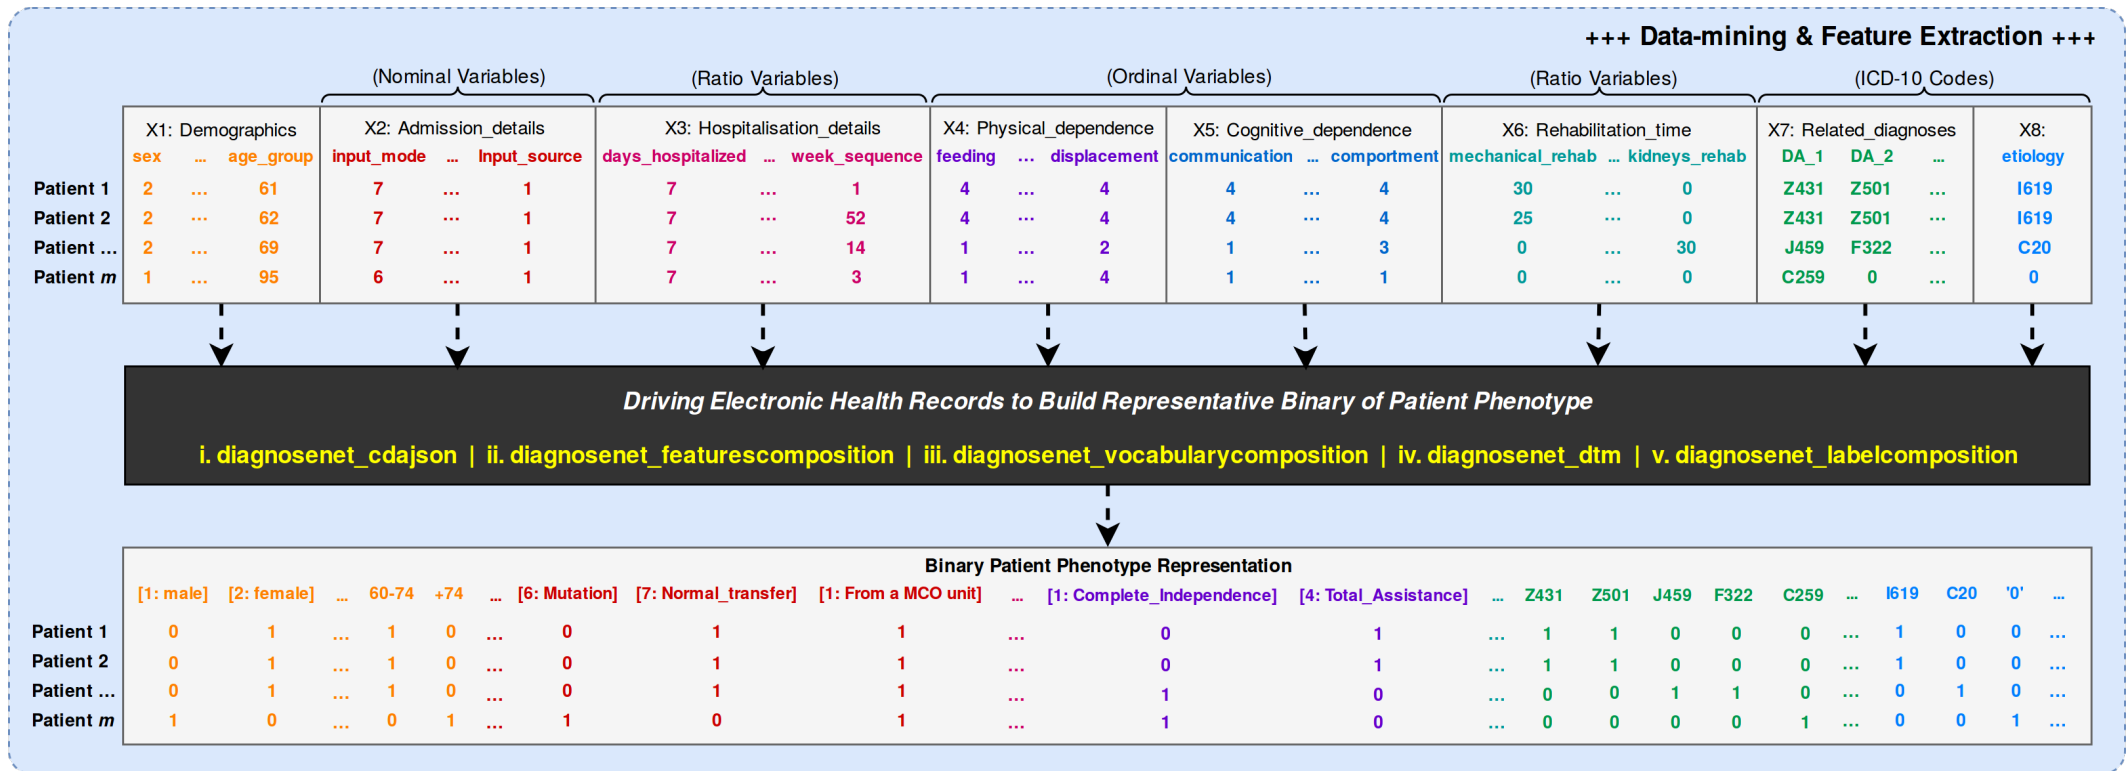 +++ Data-mining & Feature Extraction +++
(Nominal Variables) (Ratio Variables) (Ordinal Variables) (Ratio Variables) (ICD-10 Codes)
X1: Demographics X2: Admission_details X3: Hospitalisation_details X4: Physical_dependence X5: Cognitive_dependence X6: Rehabilitation_time X7: Related_diagnoses X8:
sex ... age_group input_mode ... Input_source days_hospitalized ... week_sequence feeding ... displacement communication ... comportment mechanical_rehab ... kidneys_rehab DA_1 DA_2 ... etiology
Patient 1 2 ... 61 7 ... 1 7 ... 1 4 ... 4 4 ... 4 30 ... 0 Z431 Z501 ... I619
Patient 2 2 ... 62 7 ... 1 7 ... 52 4 ... 4 4 ... 4 25 ... 0 Z431 Z501 ... I619
Patient ... 2 ... 69 7 ... 1 7 ... 14 1 ... 2 1 ... 3 0 ... 30 J459 F322 ... C20
Patient m 1 ... 95 6 ... 1 7 ... 3 1 ... 4 1 ... 1 0 ... 0 C259 0 ... 0
Driving Electronic Health Records to Build Representative Binary of Patient Phenotype
i. diagnosenet_cdajson | ii. diagnosenet_featurescomposition | iii. diagnosenet_vocabularycomposition | iv. diagnosenet_dtm | v. diagnosenet_labelcomposition
Binary Patient Phenotype Representation
[1: male] [2: female] ... 60-74 +74 ... [6: Mutation] [7: Normal_transfer] [1: From a MCO unit] ... [1: Complete_Independence] [4: Total_Assistance] ... Z431 Z501 J459 F322 C259 ... I619 C20 '0' ...
Patient 1 0 1 ... 1 0 ... 0 1 1 ... 0 1 ... 1 1 0 0 0 ... 1 0 0 ...
Patient 2 0 1 ... 1 0 ... 0 1 1 ... 0 1 ... 1 1 0 0 0 ... 1 0 0 ...
Patient ... 0 1 ... 1 0 ... 0 1 1 ... 1 0 ... 0 0 1 1 0 ... 0 1 0 ...
Patient m 1 0 ... 0 1 ... 1 0 1 ... 1 0 ... 0 0 0 0 1 ... 0 0 1 ...